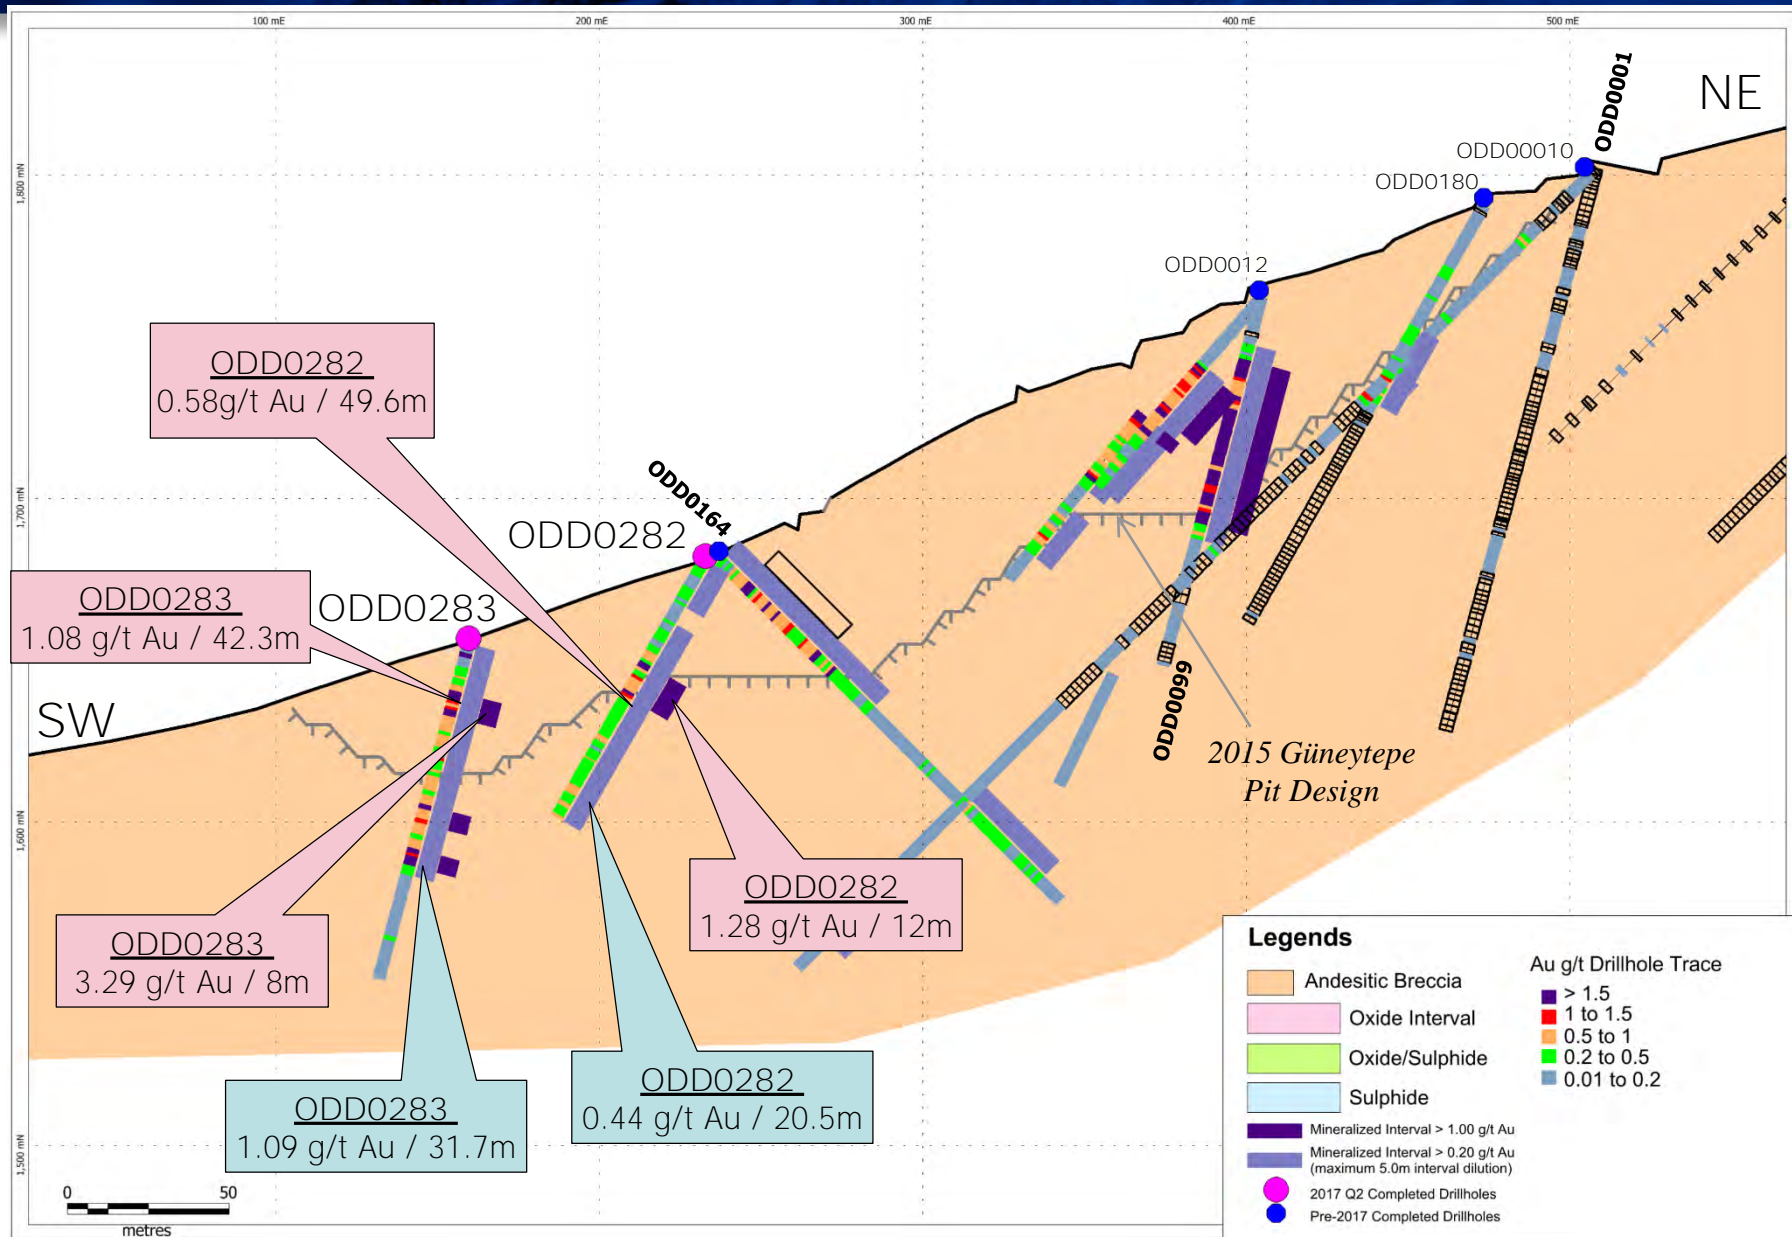 100 mE
200 mE
300 mE
400 mE
500 mE
NE
ODD0001
ODD00010
ODD0180
1,800 mN
ODD0012
ODD0282
0.58g/t Au / 49.6m
ODD0164
1,700 mN
ODD0282
ODD0283
1.08 g/t Au / 42.3m
ODD0283
SW
ODD0099
2015 Güneytepe
Pit Design
1,600 mN
ODD0282
1.28 g/t Au / 12m
ODD0283
3.29 g/t Au / 8m
ODD0282
0.44 g/t Au / 20.5m
ODD0283
1.09 g/t Au / 31.7m
1,500 mN
0
50
metres
Legends
Andesitic Breccia
Oxide Interval
Oxide/Sulphide
Sulphide
Mineralized Interval > 1.00 g/t Au
Mineralized Interval > 0.20 g/t Au
(maximum 5.0m interval dilution)
2017 Q2 Completed Drillholes
Pre-2017 Completed Drillholes
Au g/t Drillhole Trace
> 1.5
1 to 1.5
0.5 to 1
0.2 to 0.5
0.01 to 0.2